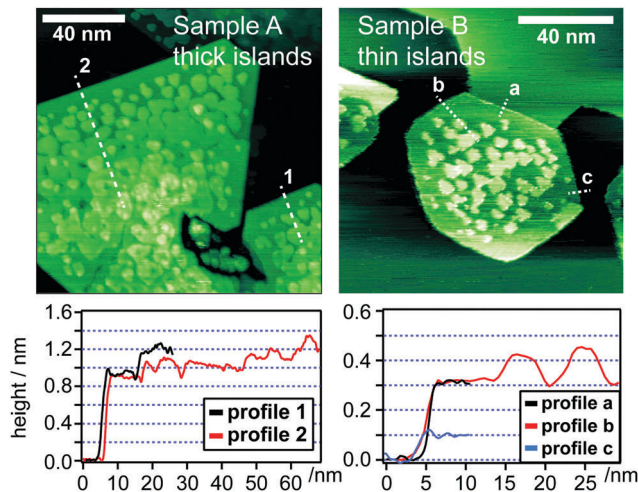 40 nm
Sample A
thick islands
2
1
Sample B
thin islands
40 nm
a
b
c
height / nm
1.6
1.2
0.8
0.4
0.0
profile 1
profile 2
0 10 20 30 40 50 60 /nm
0.6
0.4
0.2
0.0
profile a
profile b
profile c
0 5 10 15 20 25 /nm